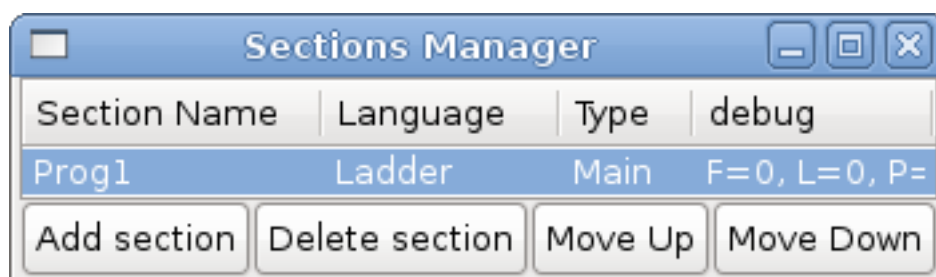 Sections Manager
Section Name Language Type debug
Prog1 Ladder Main F=0, L=0, P=
Add section Delete section Move Up Move Down